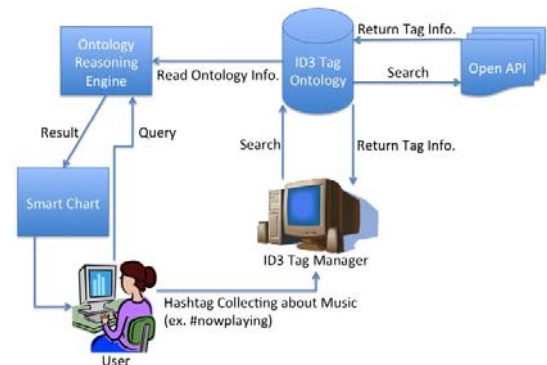 Ontology
Reasoning
Engine
Read Ontology Info.
ID3 Tag
Ontology
Return Tag Info.
Search
Open API
Result
Query
Search
Return Tag Info.
Smart Chart
ID3 Tag Manager
Hashtag Collecting about Music
(ex. #nowplaying)
User